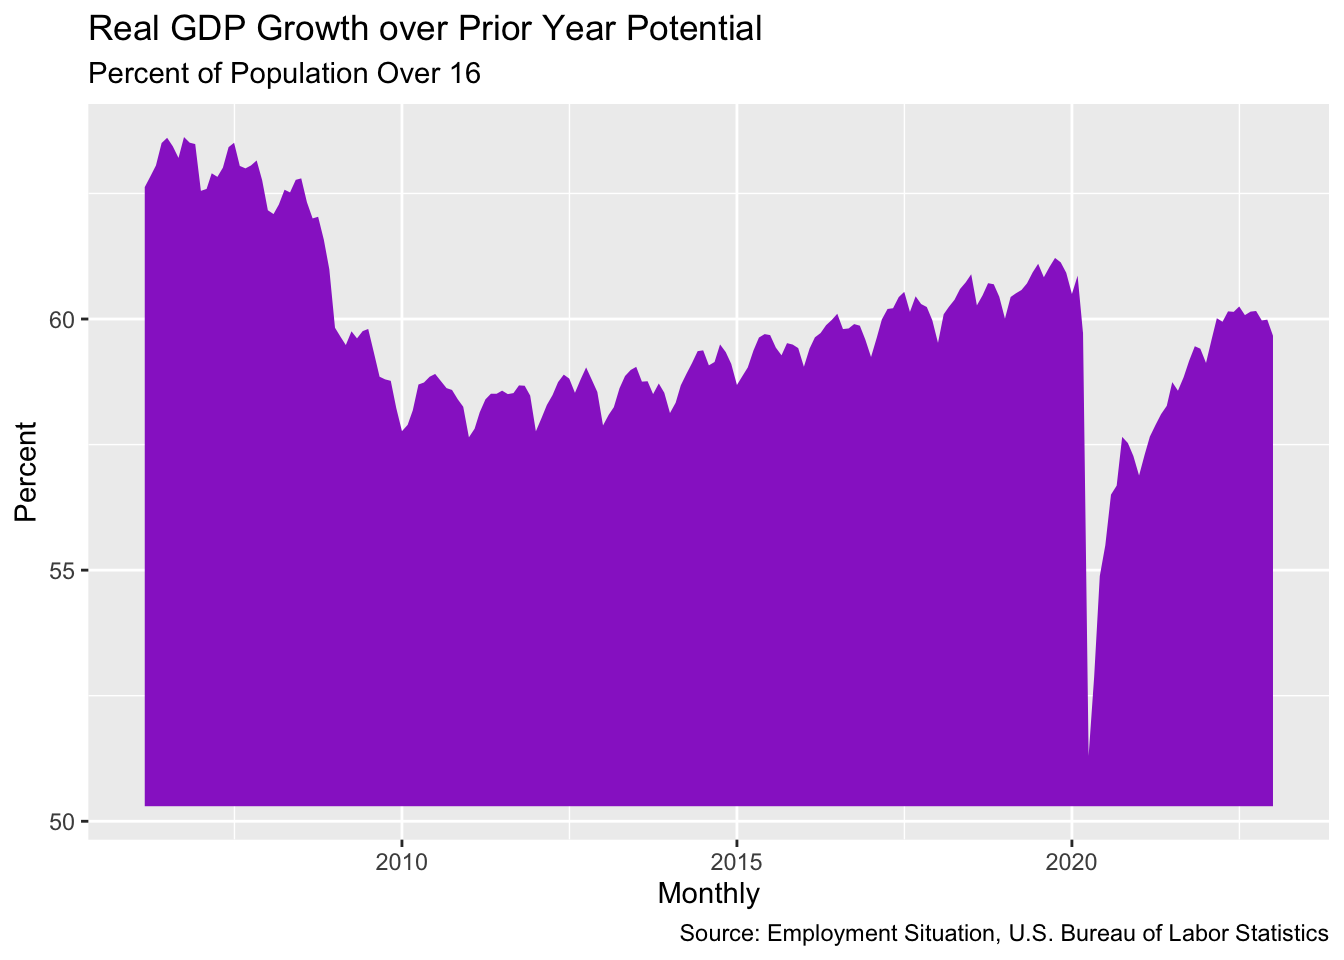 Real GDP Growth over Prior Year Potential
Percent of Population Over 16
Percent
60
55
50
2010
2015
2020
Monthly
Source: Employment Situation, U.S. Bureau of Labor Statistics